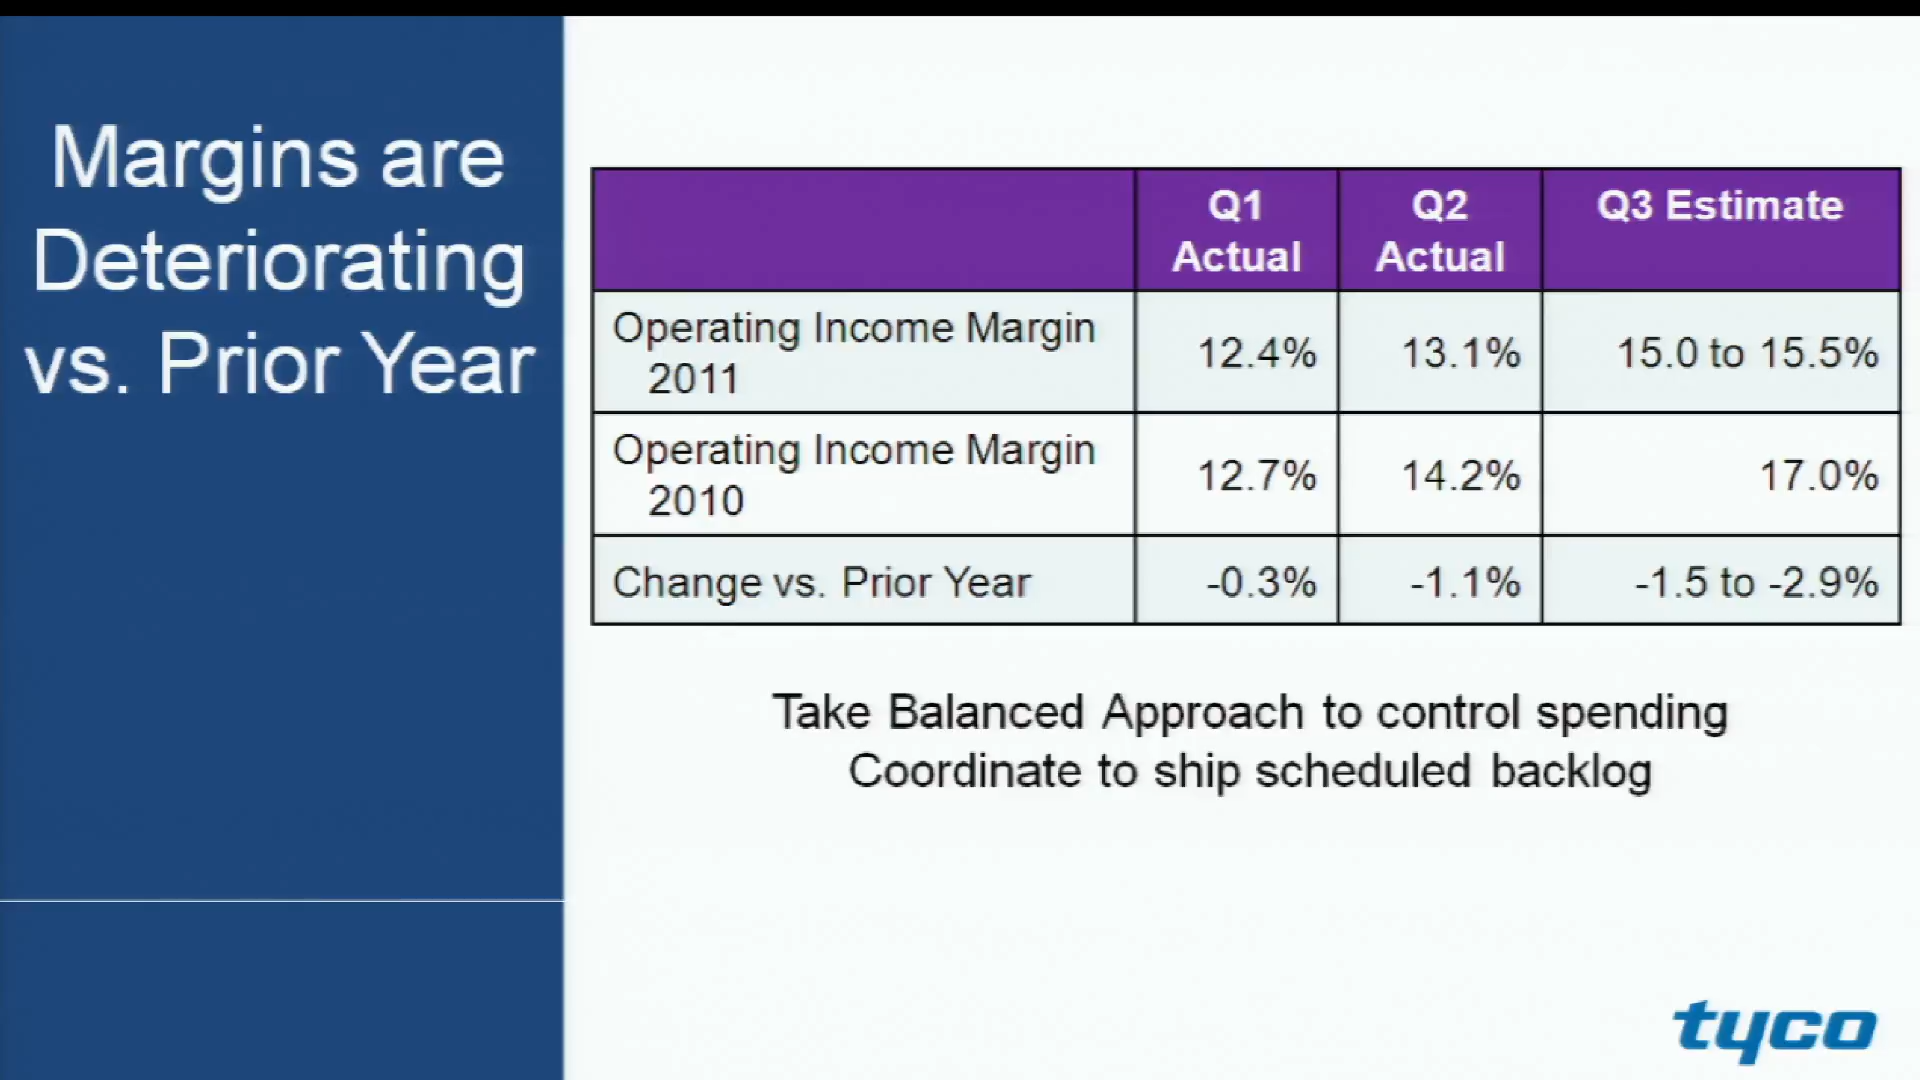 Margins are
Deteriorating
vs. Prior Year
Q1 Actual Q2 Actual Q3 Estimate
Operating Income Margin 2011 12.4% 13.1% 15.0 to 15.5%
Operating Income Margin 2010 12.7% 14.2% 17.0%
Change vs. Prior Year -0.3% -1.1% -1.5 to -2.9%
Take Balanced Approach to control spending
Coordinate to ship scheduled backlog
tyco